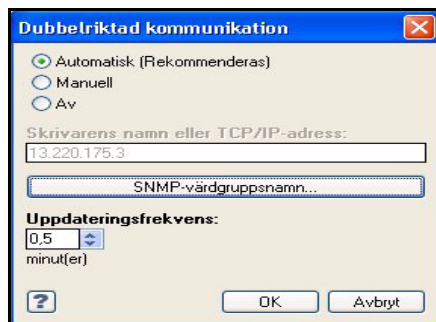 Dubbelriktad kommunikation
Automatisk (Rekommenderas)
Manuell
Av
Skrivarens namn eller TCP/IP-adress:
13.220.175.3
SNMP-värdgruppsnamn...
Uppdateringsfrekvens:
0,5
minut(er)
? OK Avbryt